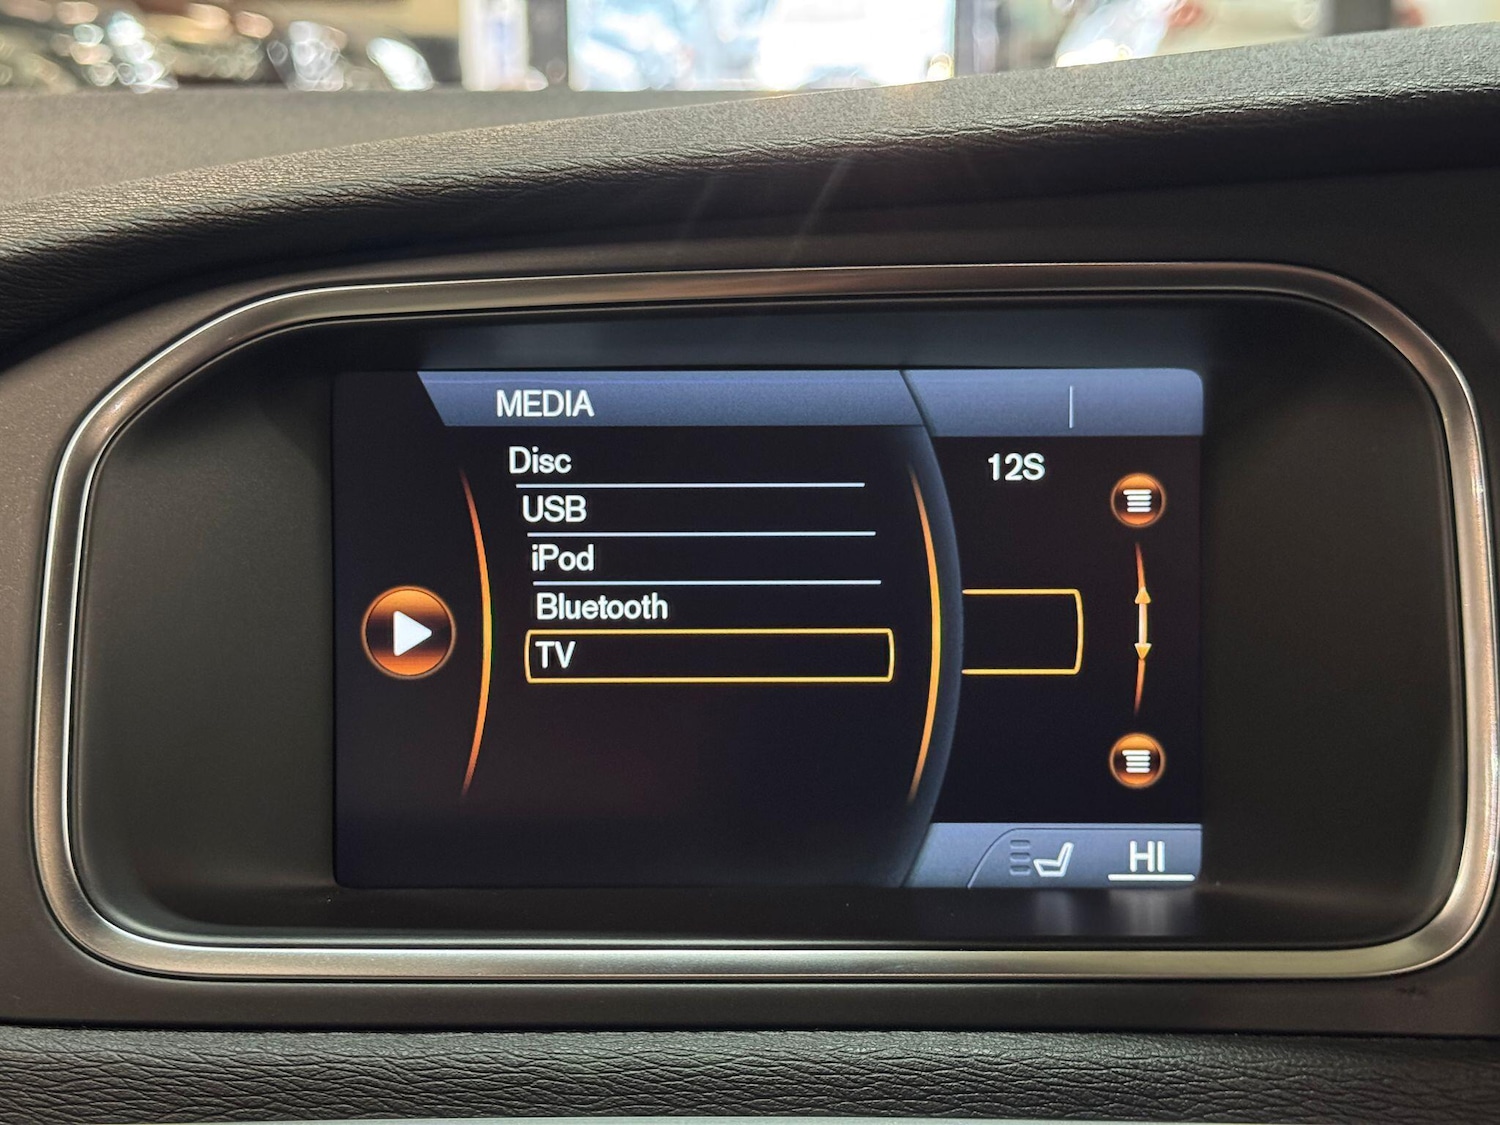 MEDIA
Disc
USB
iPod
Bluetooth
TV
12S
HI